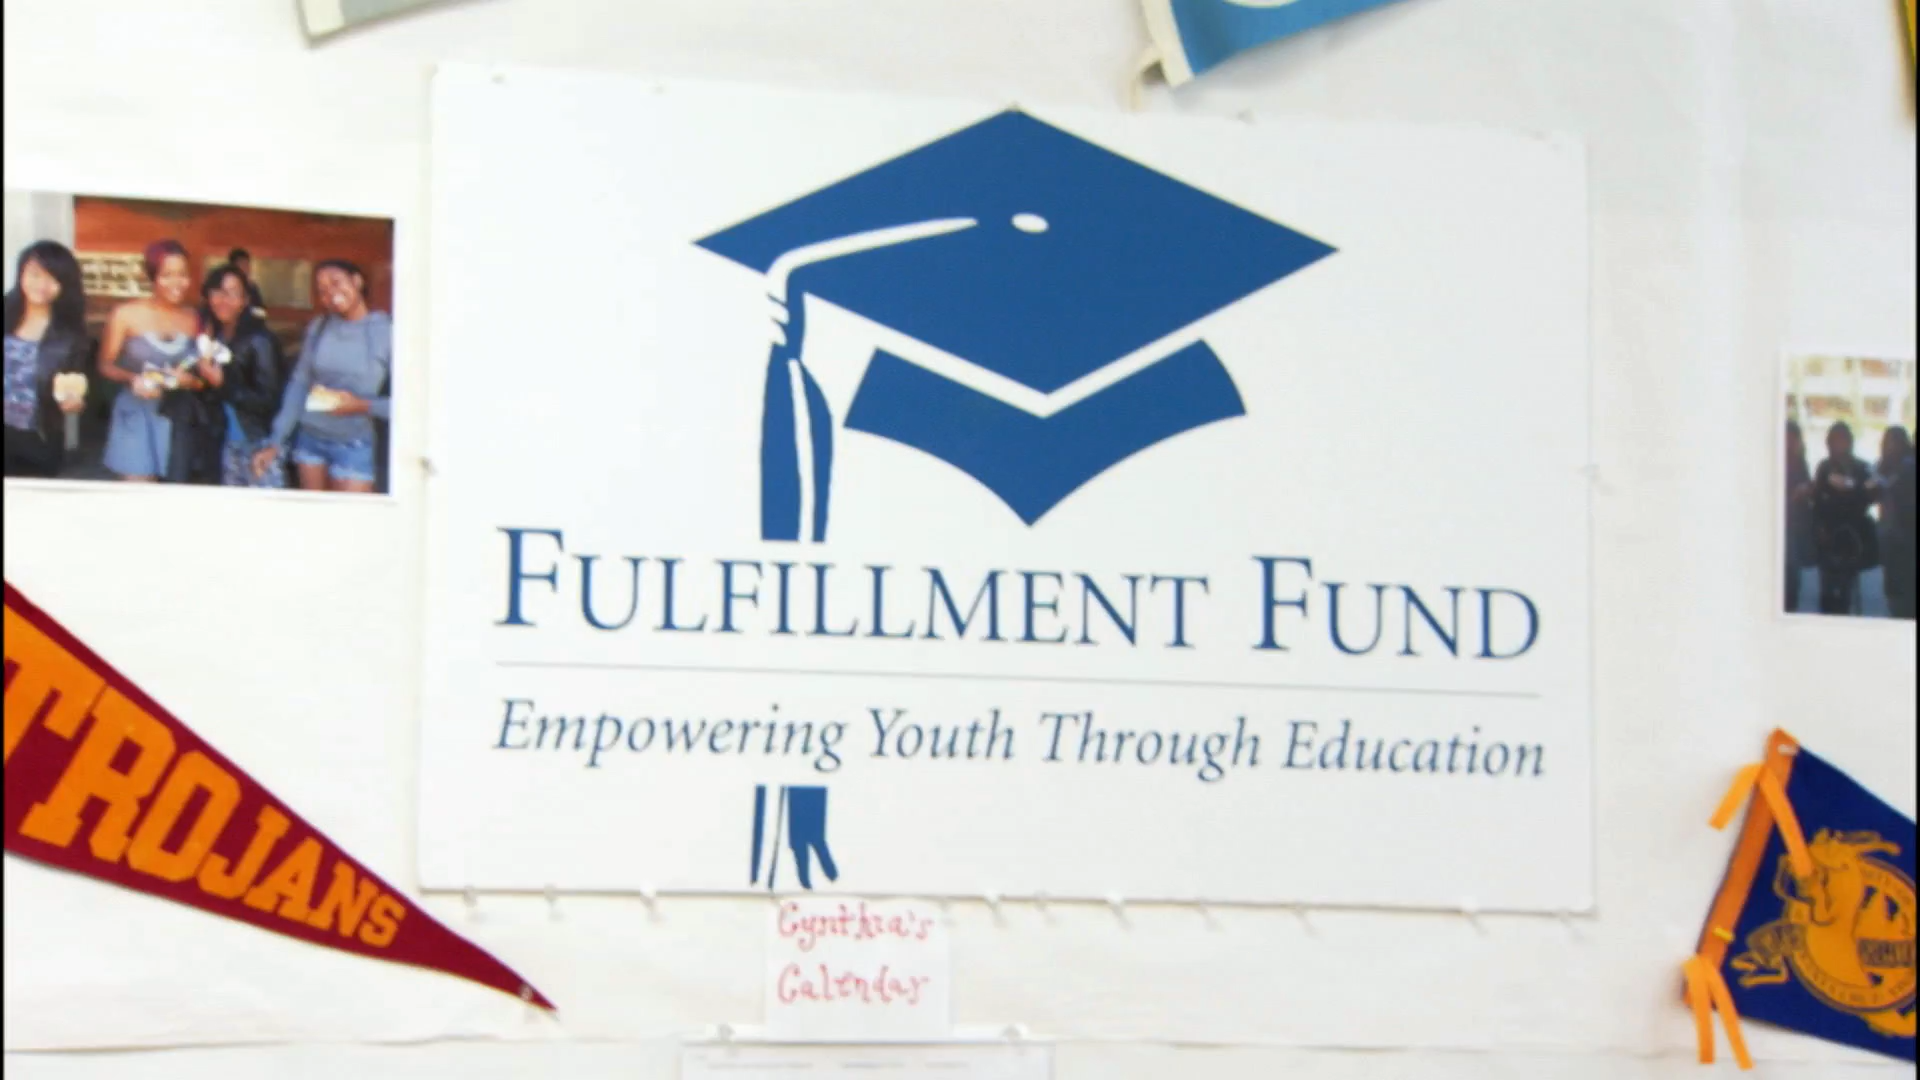 FULFILLMENT FUND
Empowering Youth Through Education
TROJANS
Cynthia's
Calendar